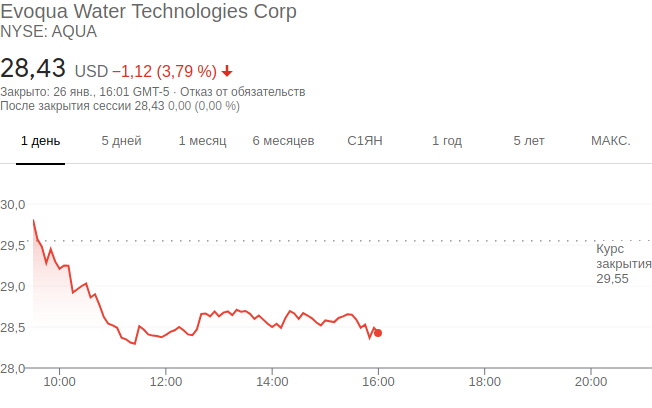 Evoqua Water Technologies Corp
NYSE: AQUA
28,43 USD −1,12 (3,79 %)
Закрыто: 26 янв., 16:01 GMT-5 · Отказ от обязательств
После закрытия сессии 28,43 0,00 (0,00 %)
1 день 5 дней 1 месяц 6 месяцев С1ЯН 1 год 5 лет МАКС.
30,0
29,5
Курс
закрытия
29,55
29,0
28,5
28,0
10:00 12:00 14:00 16:00 18:00 20:00